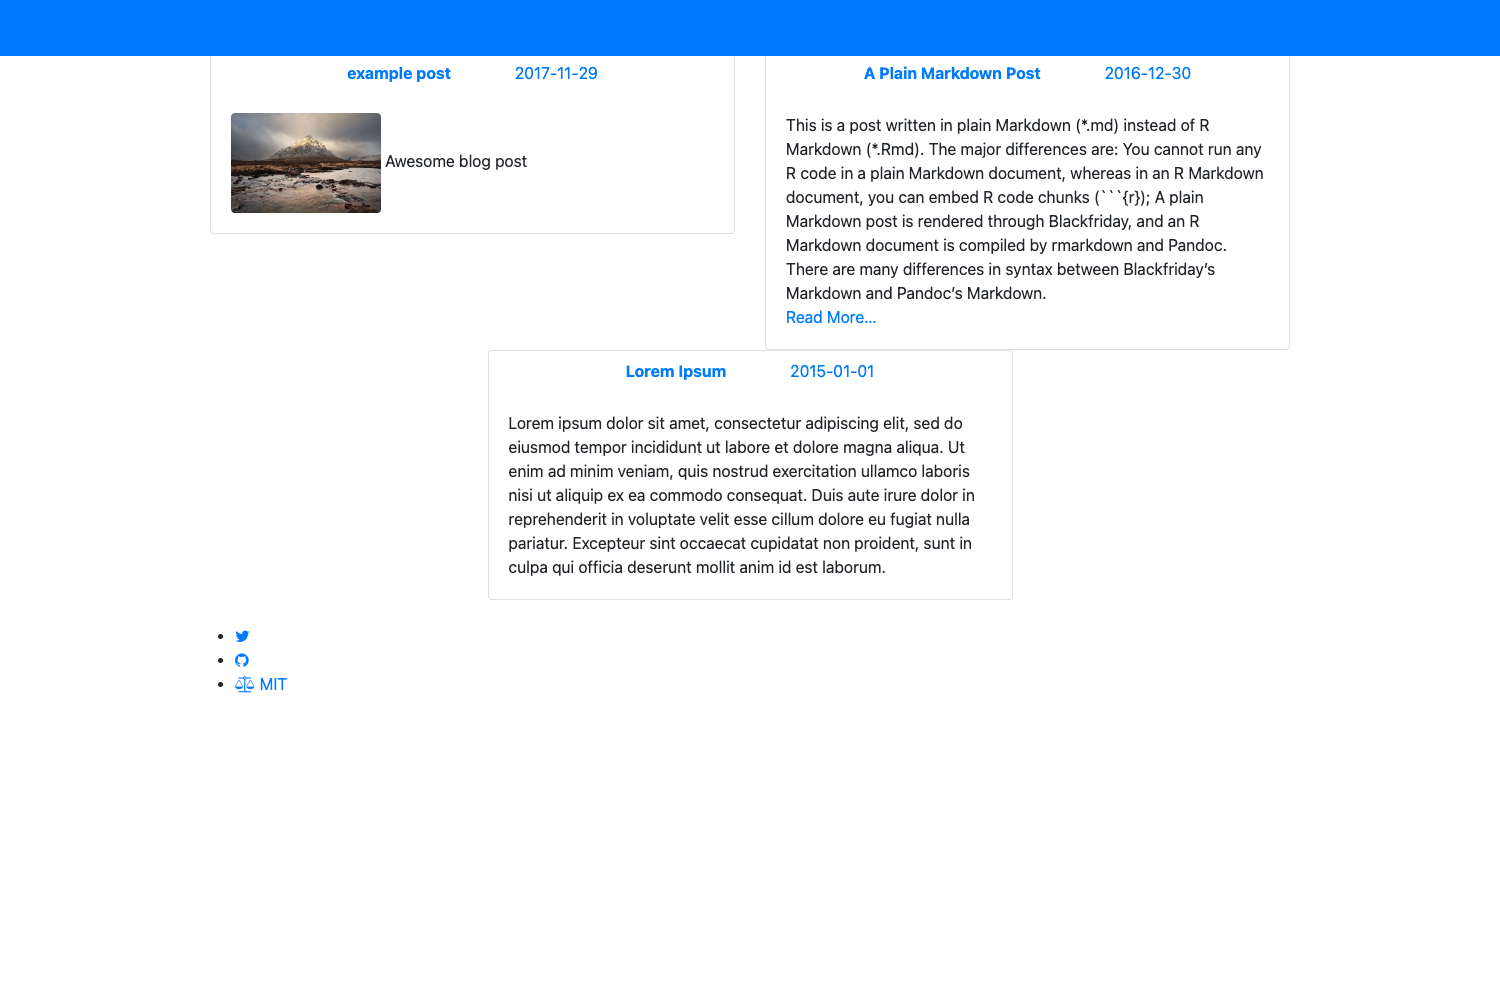 example post 2017-11-29
Awesome blog post
A Plain Markdown Post 2016-12-30
This is a post written in plain Markdown (*.md) instead of R
Markdown (*.Rmd). The major differences are: You cannot run any
R code in a plain Markdown document, whereas in an R Markdown
document, you can embed R code chunks (```{r}); A plain
Markdown post is rendered through Blackfriday, and an R
Markdown document is compiled by rmarkdown and Pandoc.
There are many differences in syntax between Blackfriday’s
Markdown and Pandoc’s Markdown.
Read More…
Lorem Ipsum 2015-01-01
Lorem ipsum dolor sit amet, consectetur adipiscing elit, sed do
eiusmod tempor incididunt ut labore et dolore magna aliqua. Ut
enim ad minim veniam, quis nostrud exercitation ullamco laboris
nisi ut aliquip ex ea commodo consequat. Duis aute irure dolor in
reprehenderit in voluptate velit esse cillum dolore eu fugiat nulla
pariatur. Excepteur sint occaecat cupidatat non proident, sunt in
culpa qui officia deserunt mollit anim id est laborum.
MIT